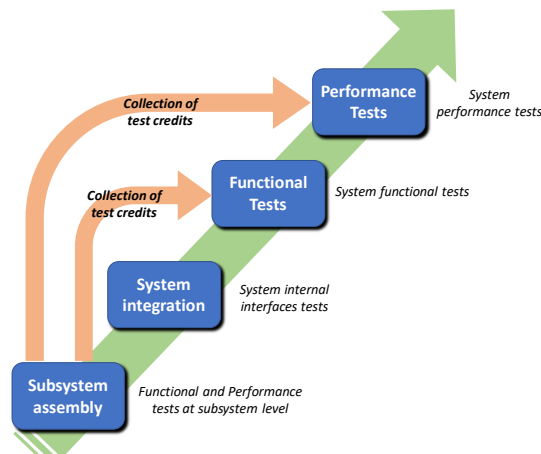 Performance
Tests
System
performance tests
Collection of
test credits
Functional
Tests
System functional tests
Collection of
test credits
System
integration
System internal
interfaces tests
Subsystem
assembly
Functional and Performance
tests at subsystem level